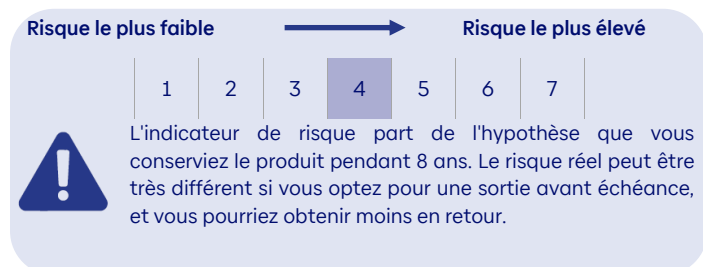 Risque le plus faible Risque le plus élevé
1 2 3 4 5 6 7
L'indicateur de risque part de l'hypothèse que vous
conserviez le produit pendant 8 ans. Le risque réel peut être
très différent si vous optez pour une sortie avant échéance,
et vous pourriez obtenir moins en retour.